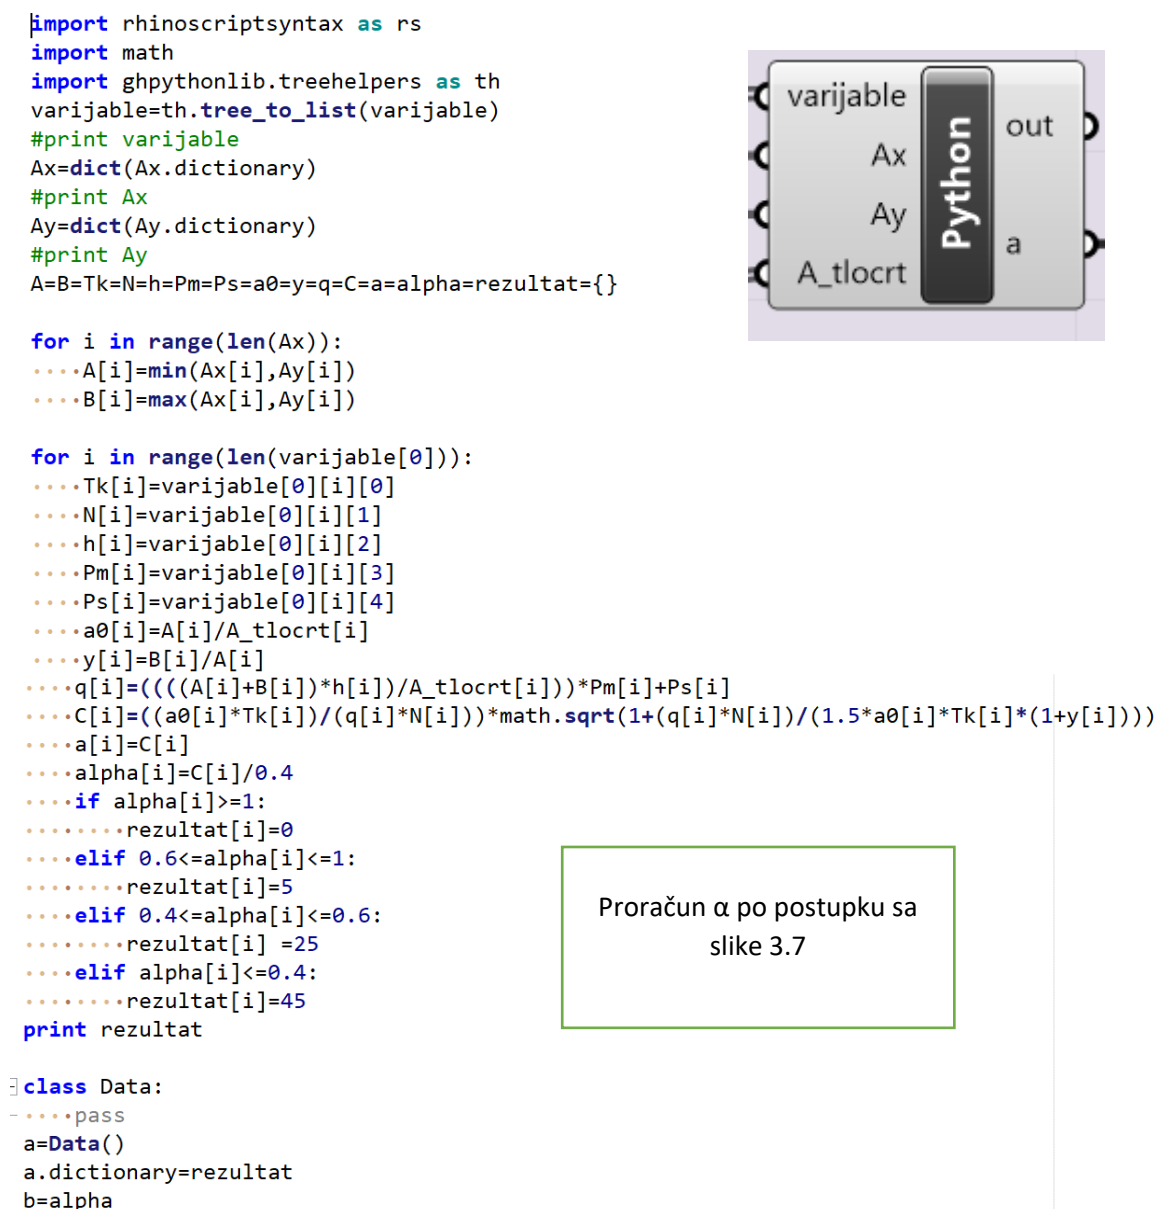 import rhinoscriptsyntax as rs
import math
import ghpythonlib.treehelpers as th
varijable=th.tree_to_list(varijable)
#print varijable
Ax=dict(Ax.dictionary)
#print Ax
Ay=dict(Ay.dictionary)
#print Ay
A=B=Tk=N=h=Pm=Ps=a0=y=q=C=a=alpha=rezultat={}
varijable
Ax
Ay
A_tlocrt
Python
out
a
for i in range(len(Ax)):
····A[i]=min(Ax[i],Ay[i])
····B[i]=max(Ax[i],Ay[i])
for i in range(len(varijable[0])):
····Tk[i]=varijable[0][i][0]
····N[i]=varijable[0][i][1]
····h[i]=varijable[0][i][2]
····Pm[i]=varijable[0][i][3]
····Ps[i]=varijable[0][i][4]
····a0[i]=A[i]/A_tlocrt[i]
····y[i]=B[i]/A[i]
····q[i]=((((A[i]+B[i])*h[i])/A_tlocrt[i]))*Pm[i]+Ps[i]
····C[i]=((a0[i]*Tk[i])/(q[i]*N[i]))*math.sqrt(1+(q[i]*N[i])/(1.5*a0[i]*Tk[i]*(1+y[i])))
····a[i]=C[i]
····alpha[i]=C[i]/0.4
····if alpha[i]>=1:
········rezultat[i]=0
····elif 0.6<=alpha[i]<=1:
········rezultat[i]=5
····elif 0.4<=alpha[i]<=0.6:
········rezultat[i] =25
····elif alpha[i]<=0.4:
········rezultat[i]=45
print rezultat
Proračun α po postupku sa
slike 3.7
class Data:
····pass
a=Data()
a.dictionary=rezultat
b=alpha